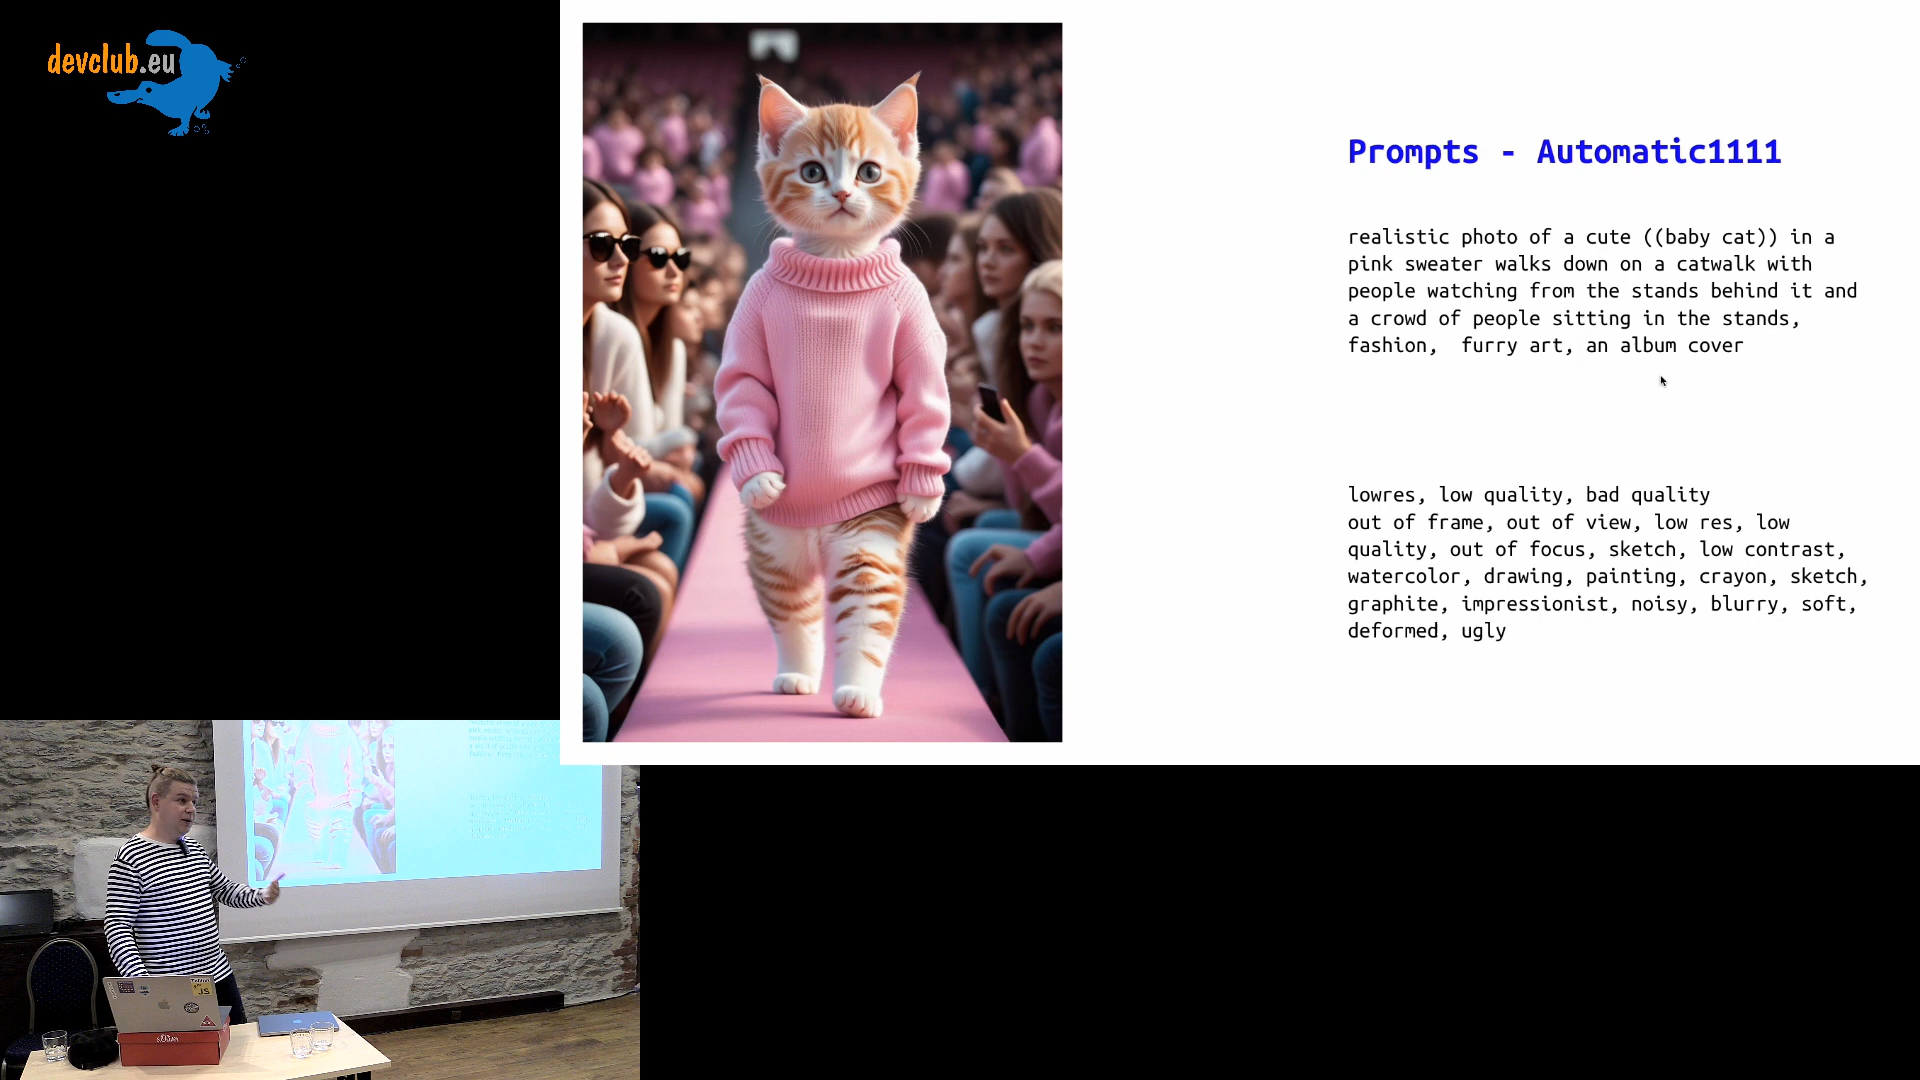 devclub.eu
Prompts - Automatic1111
realistic photo of a cute ((baby cat)) in a
pink sweater walks down on a catwalk with
people watching from the stands behind it and
a crowd of people sitting in the stands,
fashion,  furry art, an album cover
lowres, low quality, bad quality
out of frame, out of view, low res, low
quality, out of focus, sketch, low contrast,
watercolor, drawing, painting, crayon, sketch,
graphite, impressionist, noisy, blurry, soft,
deformed, ugly
JS
s.Oliver